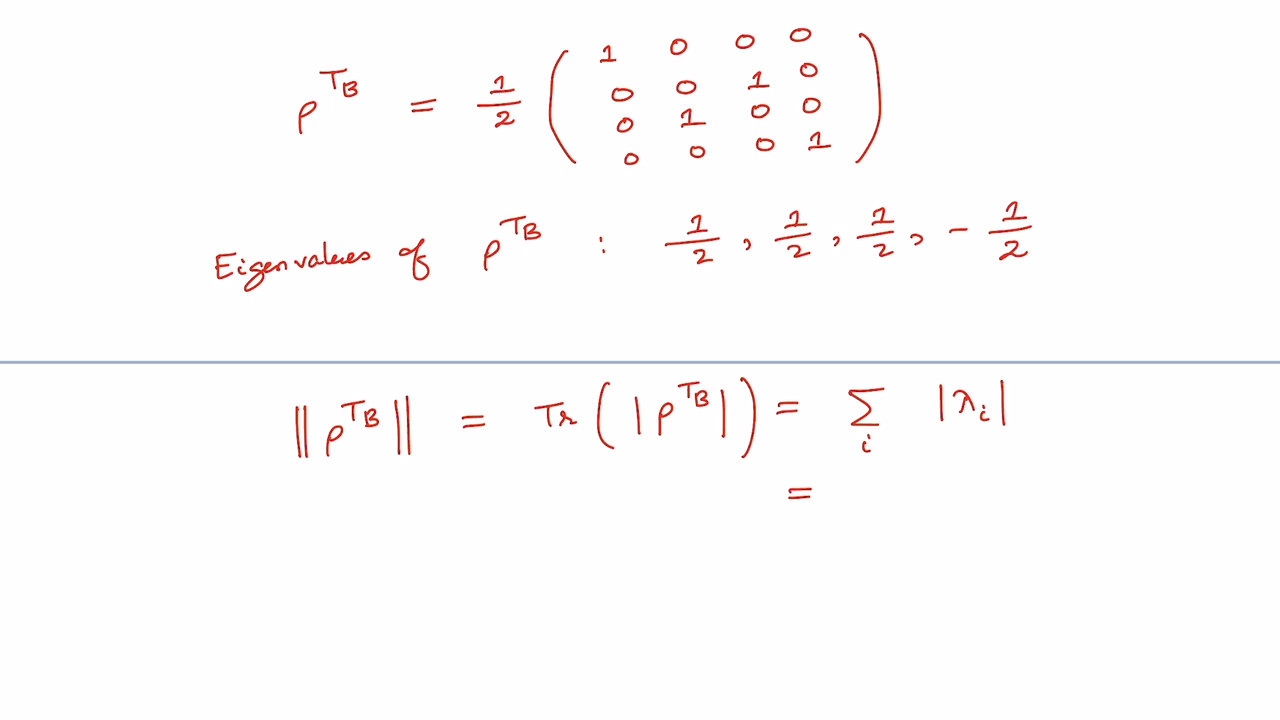 ρ^{T_B} = 1/2 ( 1 0 0 0
0 0 1 0
0 1 0 0
0 0 0 1 )
Eigenvalues of ρ^{T_B} : 1/2, 1/2, 1/2, - 1/2
‖ρ^{T_B}‖ = Tr(|ρ^{T_B}|) = Σ_i |λ_i|
=